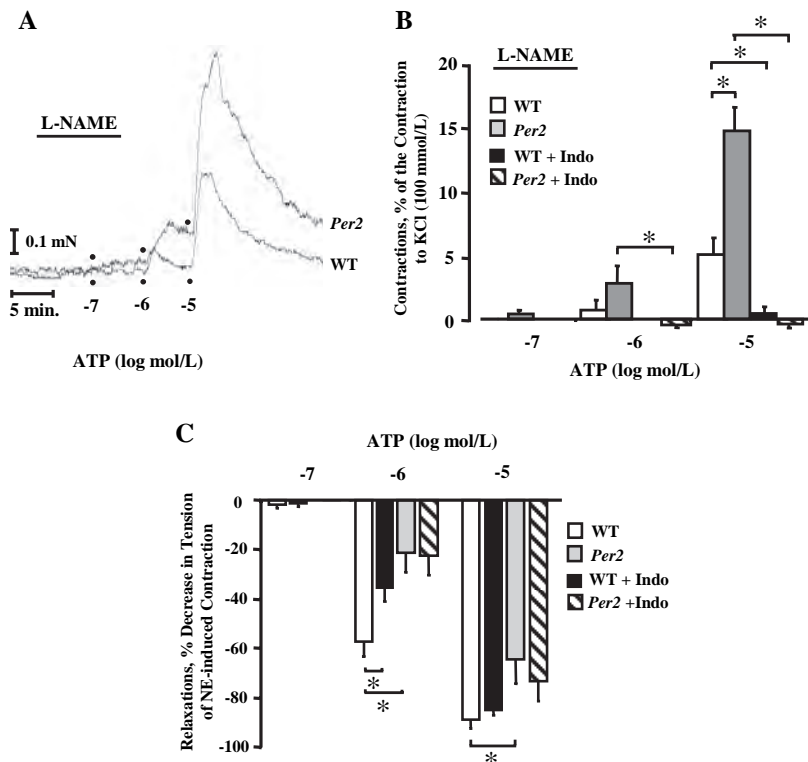 A
L-NAME
Per2
WT
0.1 mN
5 min.
-7
-6
-5
ATP (log mol/L)
B
L-NAME
WT
Per2
WT + Indo
Per2 + Indo
Contractions, % of the Contraction
to KCl (100 mmol/L)
20
15
10
5
0
*
*
*
*
-7
-6
-5
ATP (log mol/L)
C
ATP (log mol/L)
-7
-6
-5
Relaxations, % Decrease in Tension
of NE-induced Contraction
0
-20
-40
-60
-80
-100
*
*
*
WT
Per2
WT + Indo
Per2 +Indo